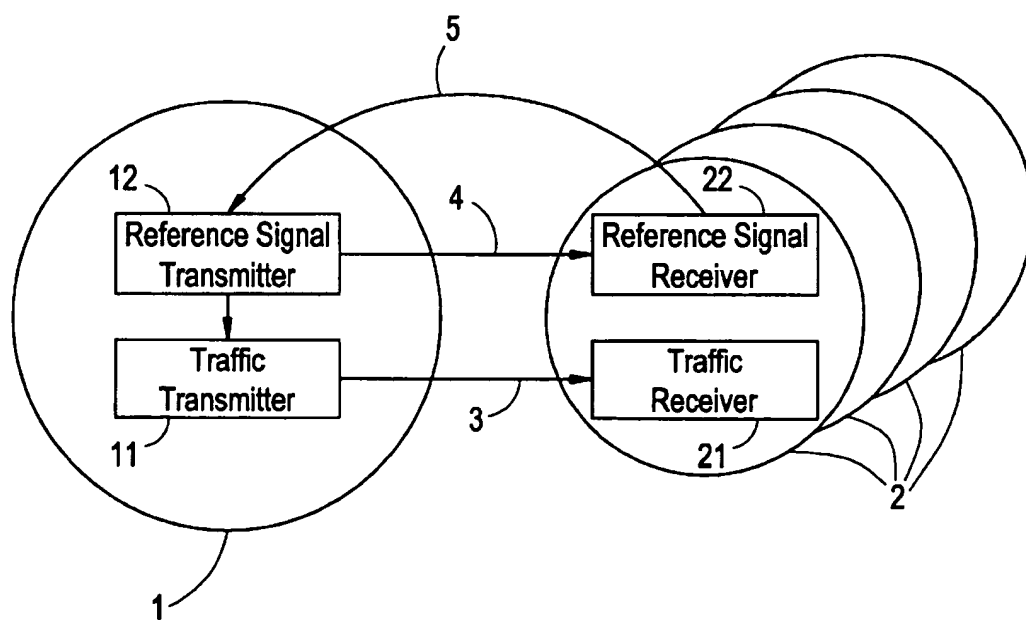 5
12
4
22
Reference Signal
Transmitter
Reference Signal
Receiver
Traffic
Transmitter
Traffic
Receiver
11
3
21
2
1